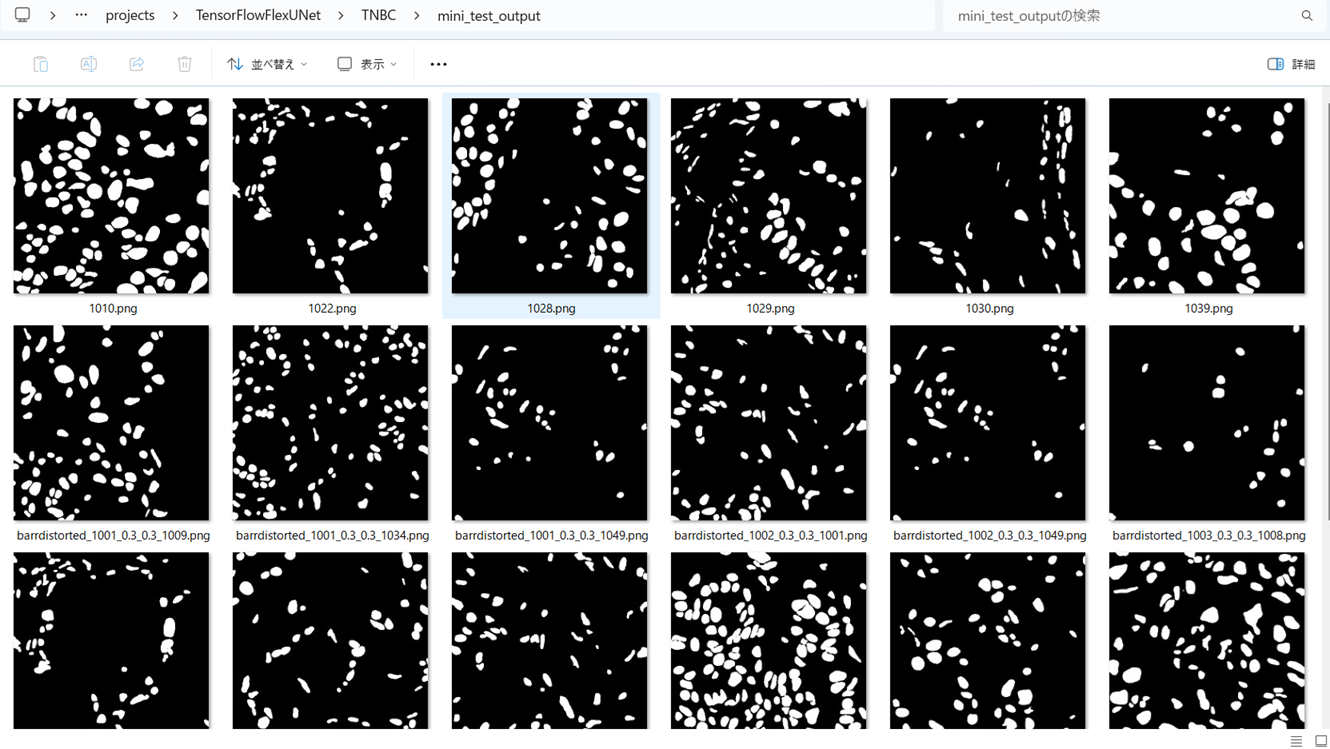 … projects TensorFlowFlexUNet TNBC mini_test_output
mini_test_outputの検索
並べ替え 表示 詳細
1010.png 1022.png 1028.png 1029.png 1030.png 1039.png
barrdistorted_1001_0.3_0.3_1009.png barrdistorted_1001_0.3_0.3_1034.png barrdistorted_1001_0.3_0.3_1049.png barrdistorted_1002_0.3_0.3_1001.png barrdistorted_1002_0.3_0.3_1049.png barrdistorted_1003_0.3_0.3_1008.png